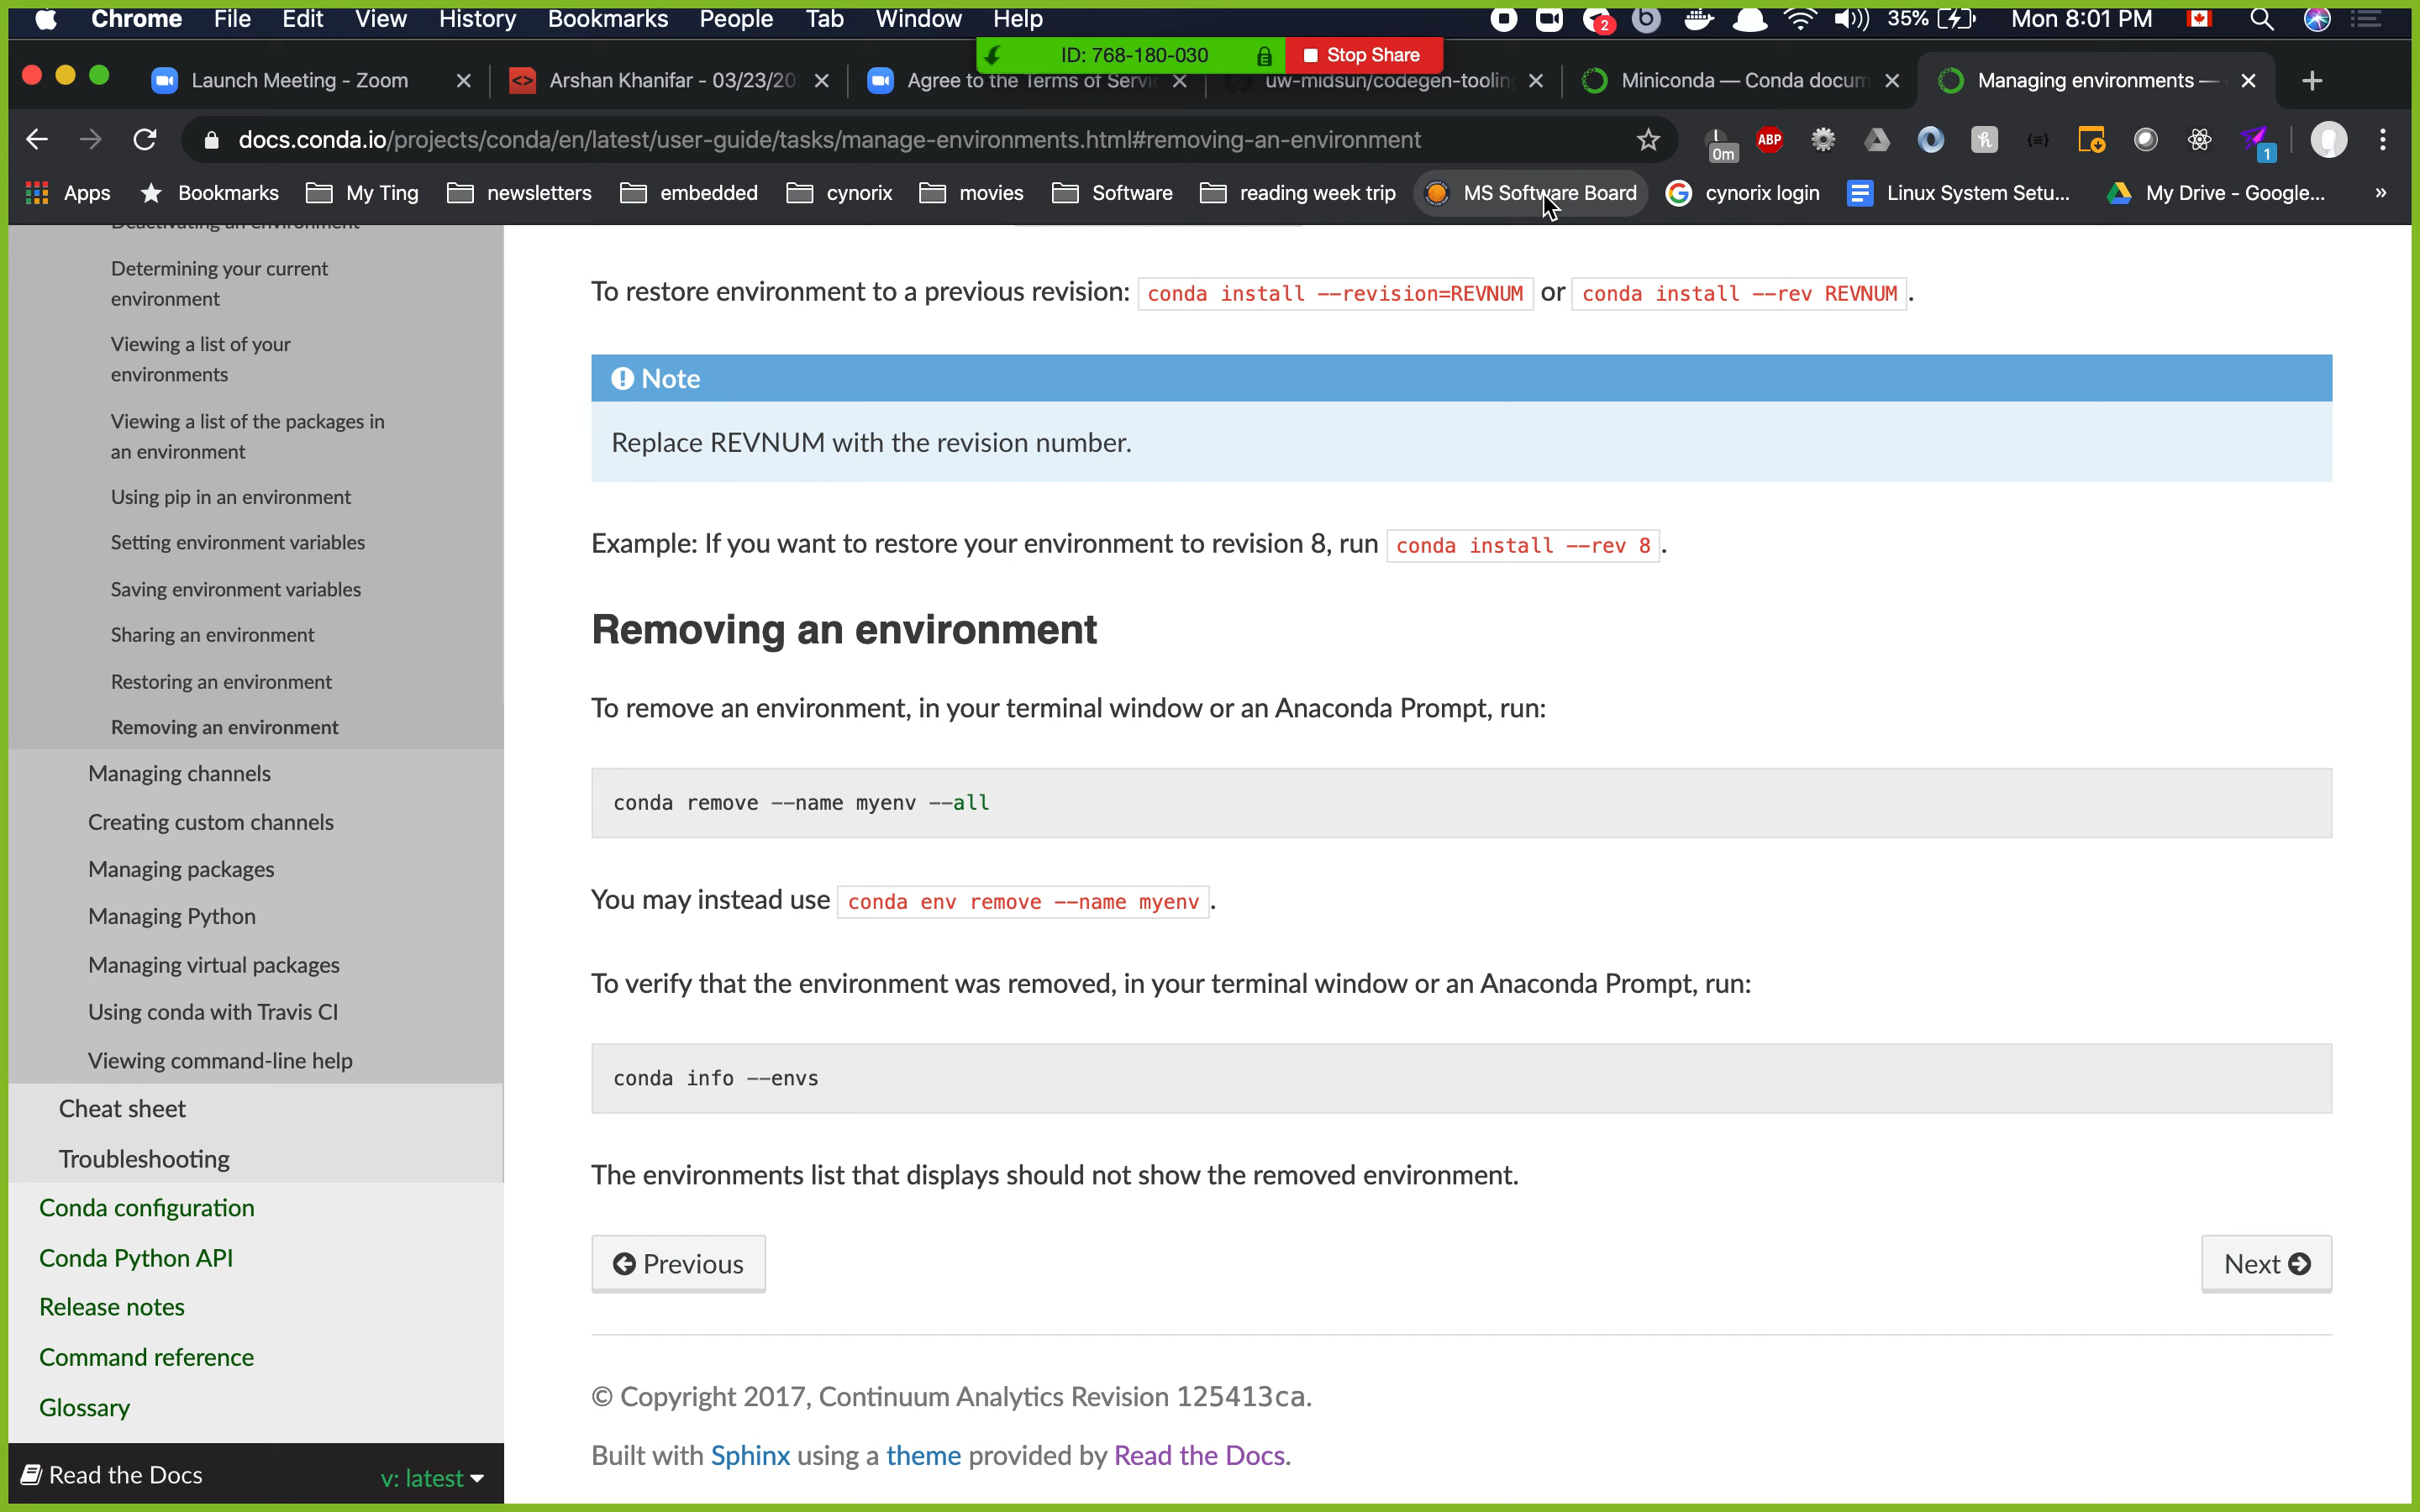 Chrome File Edit View History Bookmarks People Tab Window Help 2 35% Mon 8:01 PM
ID: 768-180-030 Stop Share
Launch Meeting - Zoom Arshan Khanifar - 03/23/20 Agree to the Terms of Servic uw-midsun/codegen-toolin Miniconda — Conda docum Managing environments —
docs.conda.io/projects/conda/en/latest/user-guide/tasks/manage-environments.html#removing-an-environment 0m ABP 1
Apps Bookmarks My Ting newsletters embedded cynorix movies Software reading week trip MS Software Board cynorix login Linux System Setu... My Drive - Google... »
Deactivating an environment
Determining your current
environment
Viewing a list of your
environments
Viewing a list of the packages in
an environment
Using pip in an environment
Setting environment variables
Saving environment variables
Sharing an environment
Restoring an environment
Removing an environment
Managing channels
Creating custom channels
Managing packages
Managing Python
Managing virtual packages
Using conda with Travis CI
Viewing command-line help
Cheat sheet
Troubleshooting
Conda configuration
Conda Python API
Release notes
Command reference
Glossary
Read the Docs v: latest
To restore environment to a previous revision: conda install --revision=REVNUM or conda install --rev REVNUM.
Note
Replace REVNUM with the revision number.
Example: If you want to restore your environment to revision 8, run conda install --rev 8.
Removing an environment
To remove an environment, in your terminal window or an Anaconda Prompt, run:
conda remove --name myenv --all
You may instead use conda env remove --name myenv.
To verify that the environment was removed, in your terminal window or an Anaconda Prompt, run:
conda info --envs
The environments list that displays should not show the removed environment.
Previous Next
© Copyright 2017, Continuum Analytics Revision 125413ca.
Built with Sphinx using a theme provided by Read the Docs.